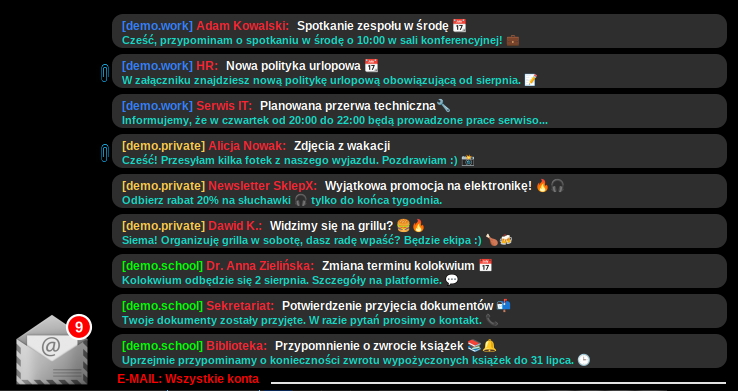 [demo.work] Adam Kowalski: Spotkanie zespołu w środę 📆
Cześć, przypominam o spotkaniu w środę o 10:00 w sali konferencyjnej! 💼
[demo.work] HR: Nowa polityka urlopowa 📆
W załączniku znajdziesz nową politykę urlopową obowiązującą od sierpnia. 📝
[demo.work] Serwis IT: Planowana przerwa techniczna🔧
Informujemy, że w czwartek od 20:00 do 22:00 będą prowadzone prace serwiso...
[demo.private] Alicja Nowak: Zdjęcia z wakacji
Cześć! Przesyłam kilka fotek z naszego wyjazdu. Pozdrawiam :) 📸
[demo.private] Newsletter SklepX: Wyjątkowa promocja na elektronikę! 🔥🎧
Odbierz rabat 20% na słuchawki 🎧 tylko do końca tygodnia.
[demo.private] Dawid K.: Widzimy się na grillu? 🍔🔥
Siema! Organizuję grilla w sobotę, dasz radę wpaść? Będzie ekipa :) 🍗🍻
[demo.school] Dr. Anna Zielińska: Zmiana terminu kolokwium 📅
Kolokwium odbędzie się 2 sierpnia. Szczegóły na platformie. 💬
[demo.school] Sekretariat: Potwierdzenie przyjęcia dokumentów 📬
Twoje dokumenty zostały przyjęte. W razie pytań prosimy o kontakt. 📞
[demo.school] Biblioteka: Przypomnienie o zwrocie książek 📚🔔
Uprzejmie przypominamy o konieczności zwrotu wypożyczonych książek do 31 lipca. 🕒
9
@
E-MAIL: Wszystkie konta